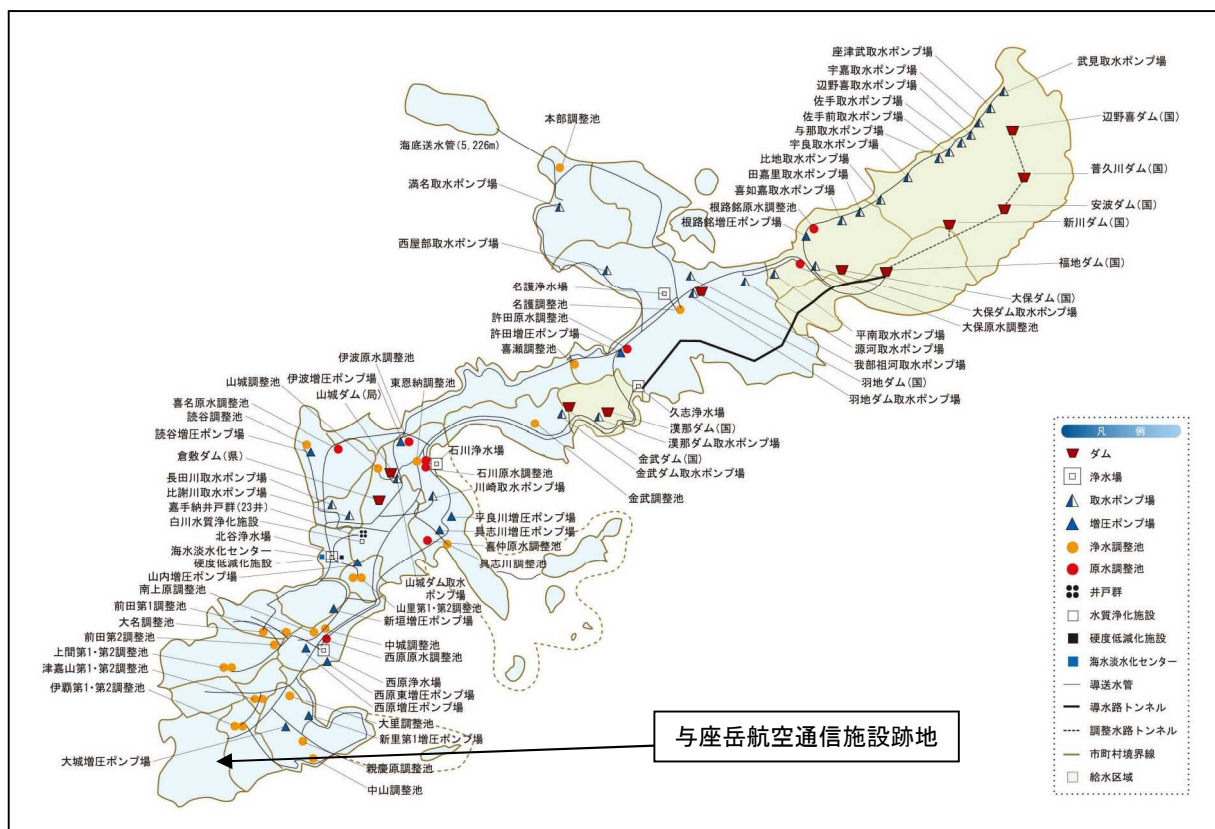 座津武取水ポンプ場
宇嘉取水ポンプ場
辺野喜取水ポンプ場
佐手取水ポンプ場
佐手前取水ポンプ場
与那取水ポンプ場
宇良取水ポンプ場
比地取水ポンプ場
田嘉里取水ポンプ場
喜如嘉取水ポンプ場
根路銘原水調整池
根路銘増圧ポンプ場
武見取水ポンプ場
辺野喜ダム(国)
普久川ダム(国)
安波ダム(国)
新川ダム(国)
福地ダム(国)
大保ダム(国)
大保ダム取水ポンプ場
大保原水調整池
平南取水ポンプ場
源河取水ポンプ場
我部祖河取水ポンプ場
羽地ダム(国)
羽地ダム取水ポンプ場
本部調整池
海底送水管(5,226m)
満名取水ポンプ場
西屋部取水ポンプ場
名護浄水場
名護調整池
許田原水調整池
許田増圧ポンプ場
喜瀬調整池
久志浄水場
漢那ダム(国)
漢那ダム取水ポンプ場
金武ダム(国)
金武ダム取水ポンプ場
金武調整池
伊波原水調整池
伊波増圧ポンプ場
東恩納調整池
山城調整池
山城ダム(局)
喜名原水調整池
読谷調整池
読谷増圧ポンプ場
倉敷ダム(県)
長田川取水ポンプ場
比謝川取水ポンプ場
嘉手納井戸群(23井)
白川水質浄化施設
北谷浄水場
海水淡水化センター
硬度低減化施設
山内増圧ポンプ場
石川浄水場
石川原水調整池
川崎取水ポンプ場
平良川増圧ポンプ場
具志川増圧ポンプ場
喜仲原水調整池
具志川調整池
山城ダム取水
ポンプ場
山里第1・第2調整池
新垣増圧ポンプ場
南上原調整池
前田第1調整池
大名調整池
前田第2調整池
上間第1・第2調整池
津嘉山第1・第2調整池
伊覇第1・第2調整池
中城調整池
西原原水調整池
西原浄水場
西原東増圧ポンプ場
西原増圧ポンプ場
大里調整池
新里第1増圧ポンプ場
大城増圧ポンプ場
親慶原調整池
中山調整池
与座岳航空通信施設跡地
凡 例
ダム
浄水場
取水ポンプ場
増圧ポンプ場
浄水調整池
原水調整池
井戸群
水質浄化施設
硬度低減化施設
海水淡水化センター
導送水管
導水路トンネル
調整水路トンネル
市町村境界線
給水区域